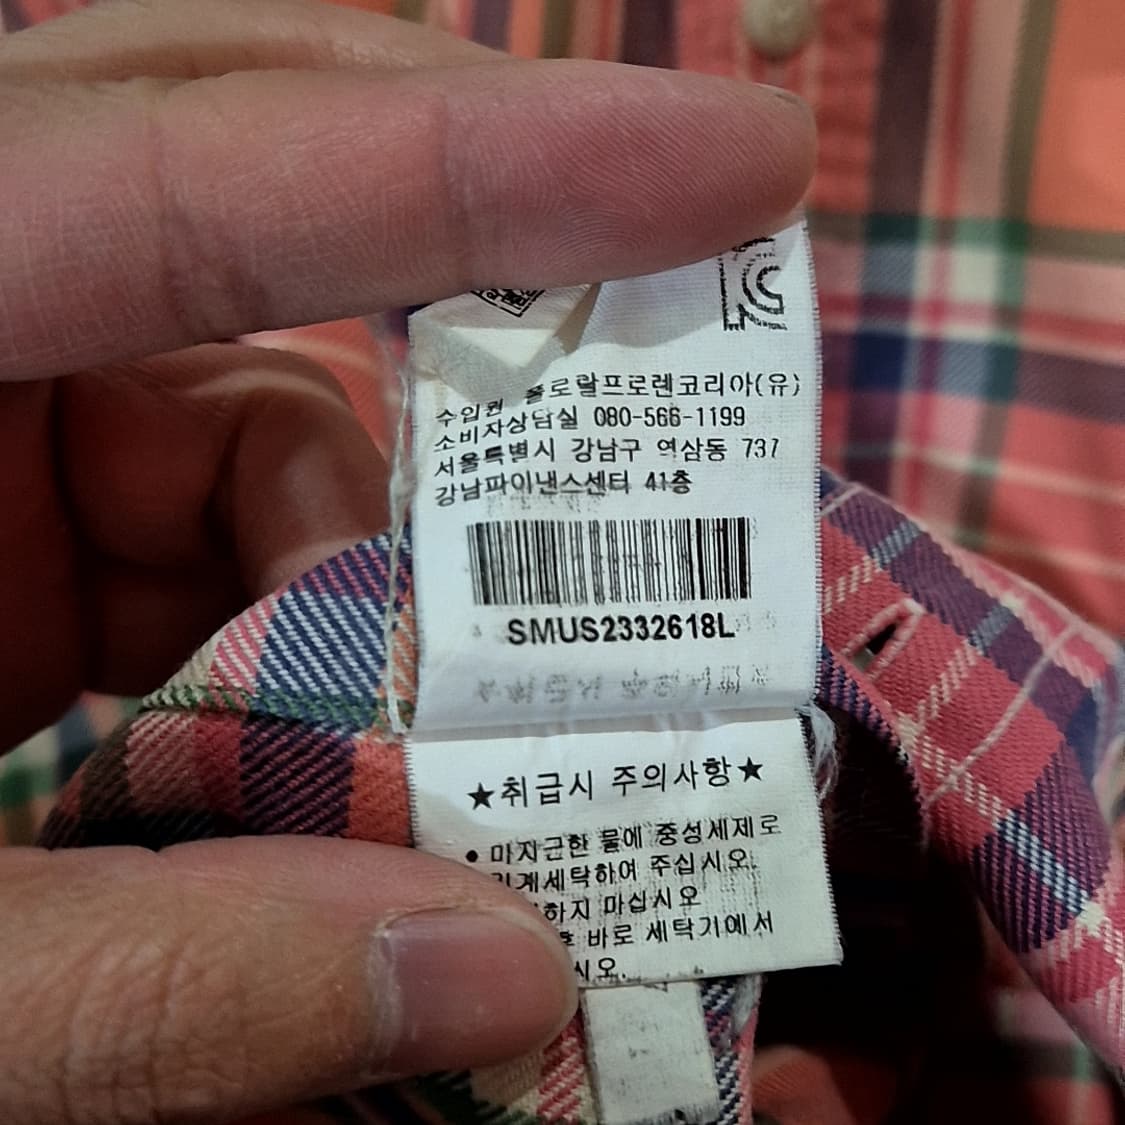 수입원 폴로랄프로렌코리아(유)
소비자상담실 080-566-1199
서울특별시 강남구 역삼동 737
강남파이낸스센터 41층
SMUS2332618L
★취급시 주의사항★
● 미지근한 물에 중성세제로
기계세탁하여 주십시오.
하지 마십시오
후 바로 세탁기에서
시오.